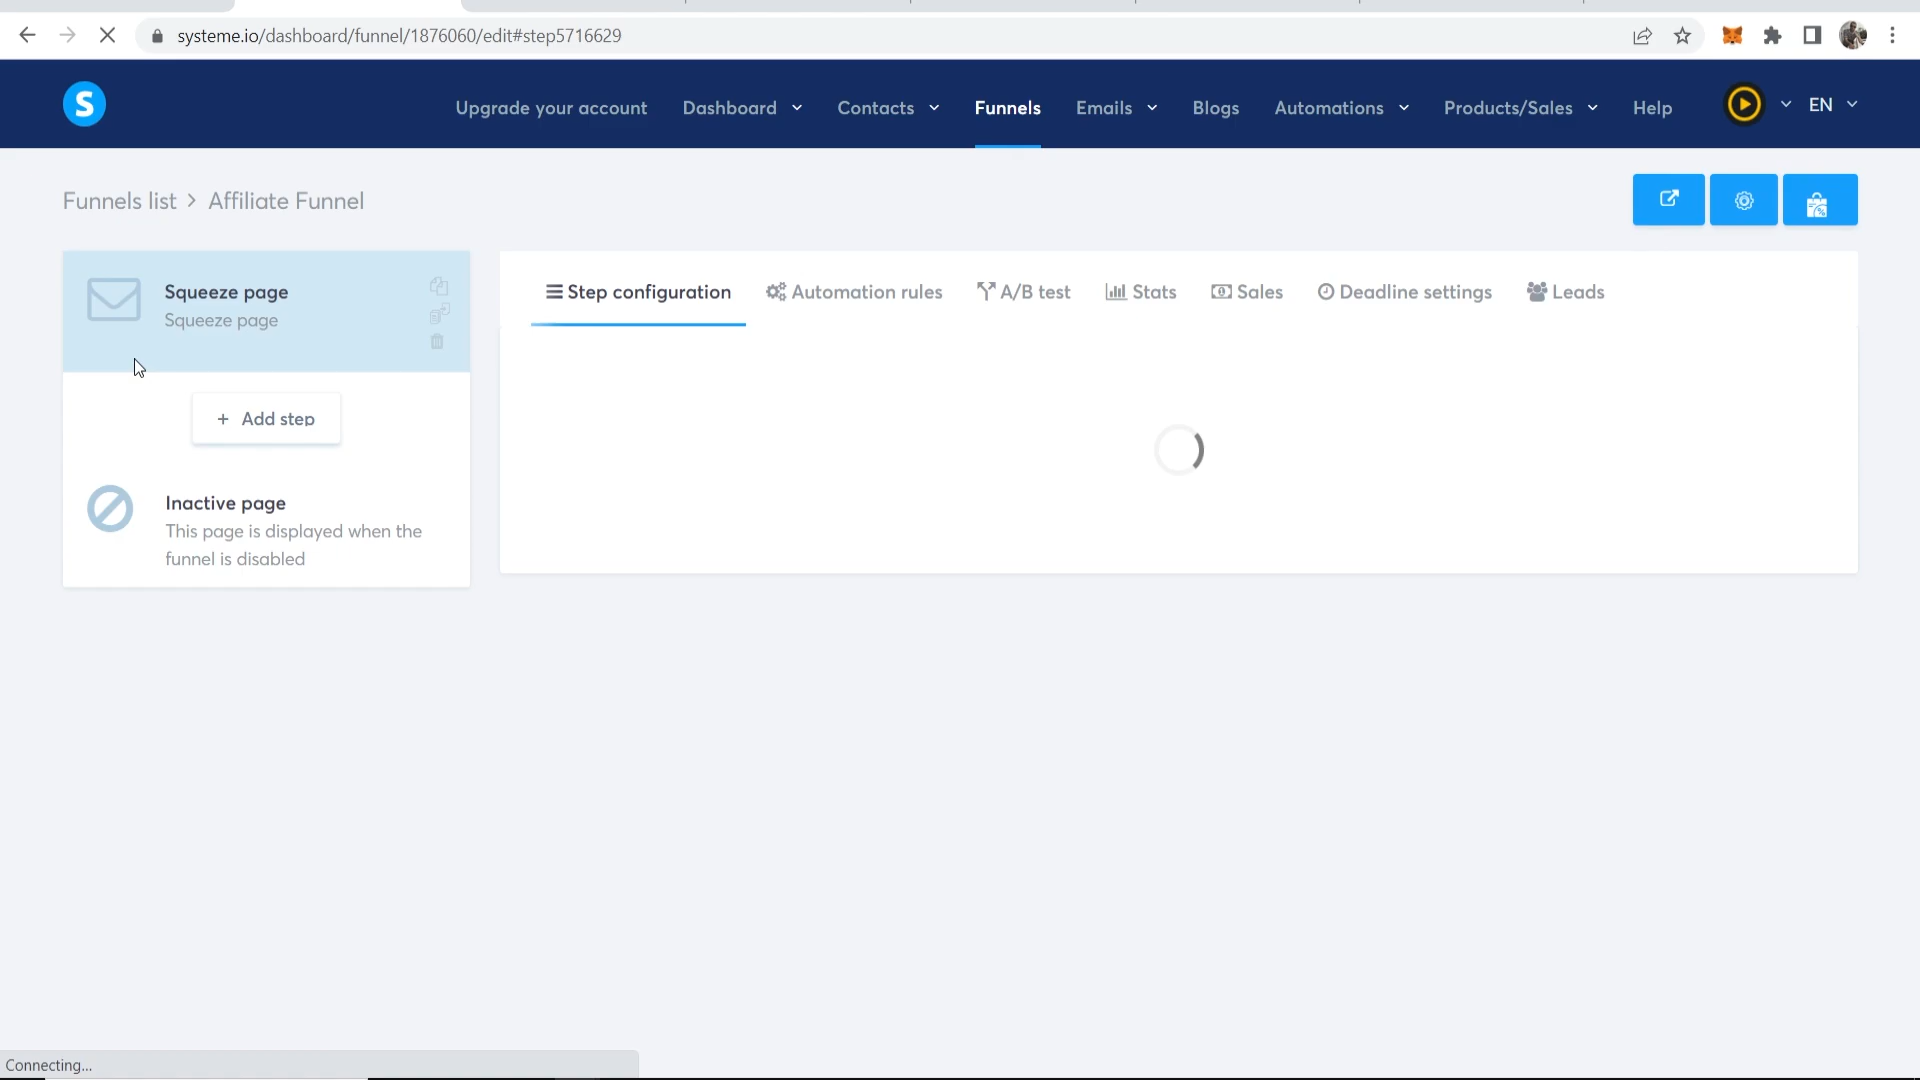 systeme.io/dashboard/funnel/1876060/edit#step5716629
S
Upgrade your account
Dashboard
Contacts
Funnels
Emails
Blogs
Automations
Products/Sales
Help
EN
Funnels list > Affiliate Funnel
Squeeze page
Squeeze page
+ Add step
Inactive page
This page is displayed when the
funnel is disabled
Step configuration
Automation rules
A/B test
Stats
Sales
Deadline settings
Leads
Connecting...